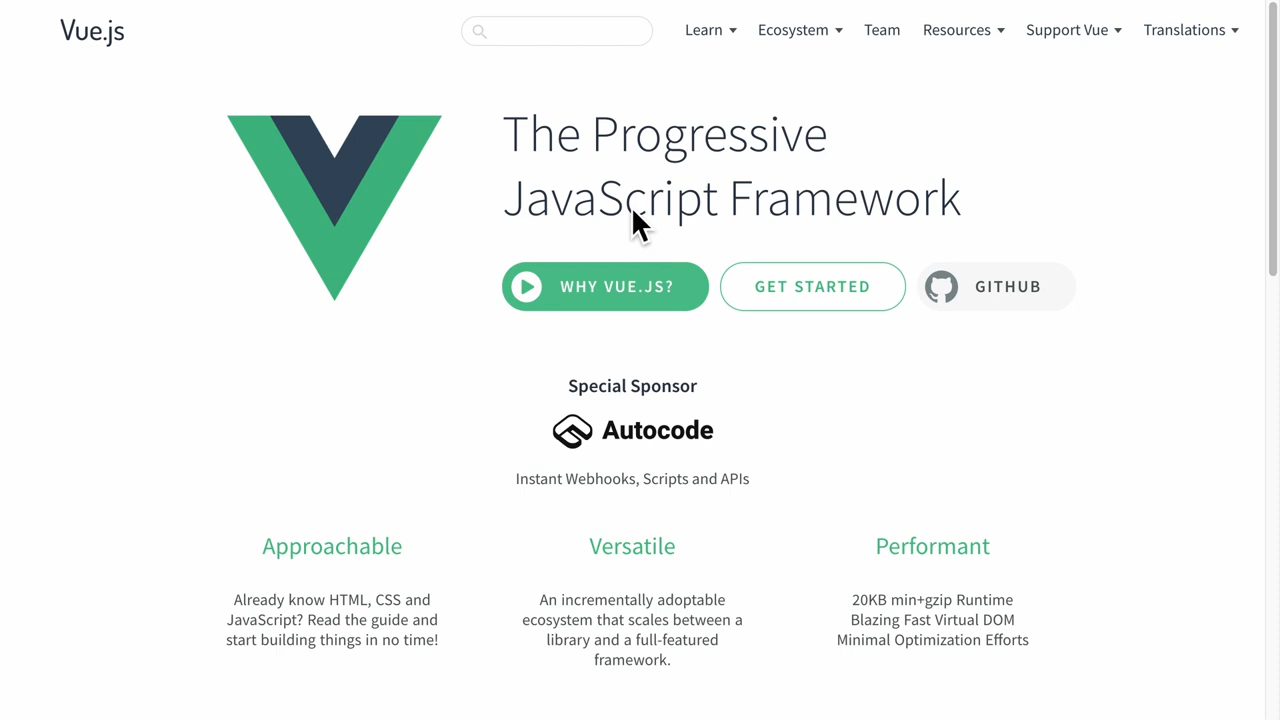 Vue.js
Learn Ecosystem Team Resources Support Vue Translations
The Progressive
JavaScript Framework
WHY VUE.JS? GET STARTED GITHUB
Special Sponsor
Autocode
Instant Webhooks, Scripts and APIs
Approachable
Already know HTML, CSS and
JavaScript? Read the guide and
start building things in no time!
Versatile
An incrementally adoptable
ecosystem that scales between a
library and a full-featured
framework.
Performant
20KB min+gzip Runtime
Blazing Fast Virtual DOM
Minimal Optimization Efforts